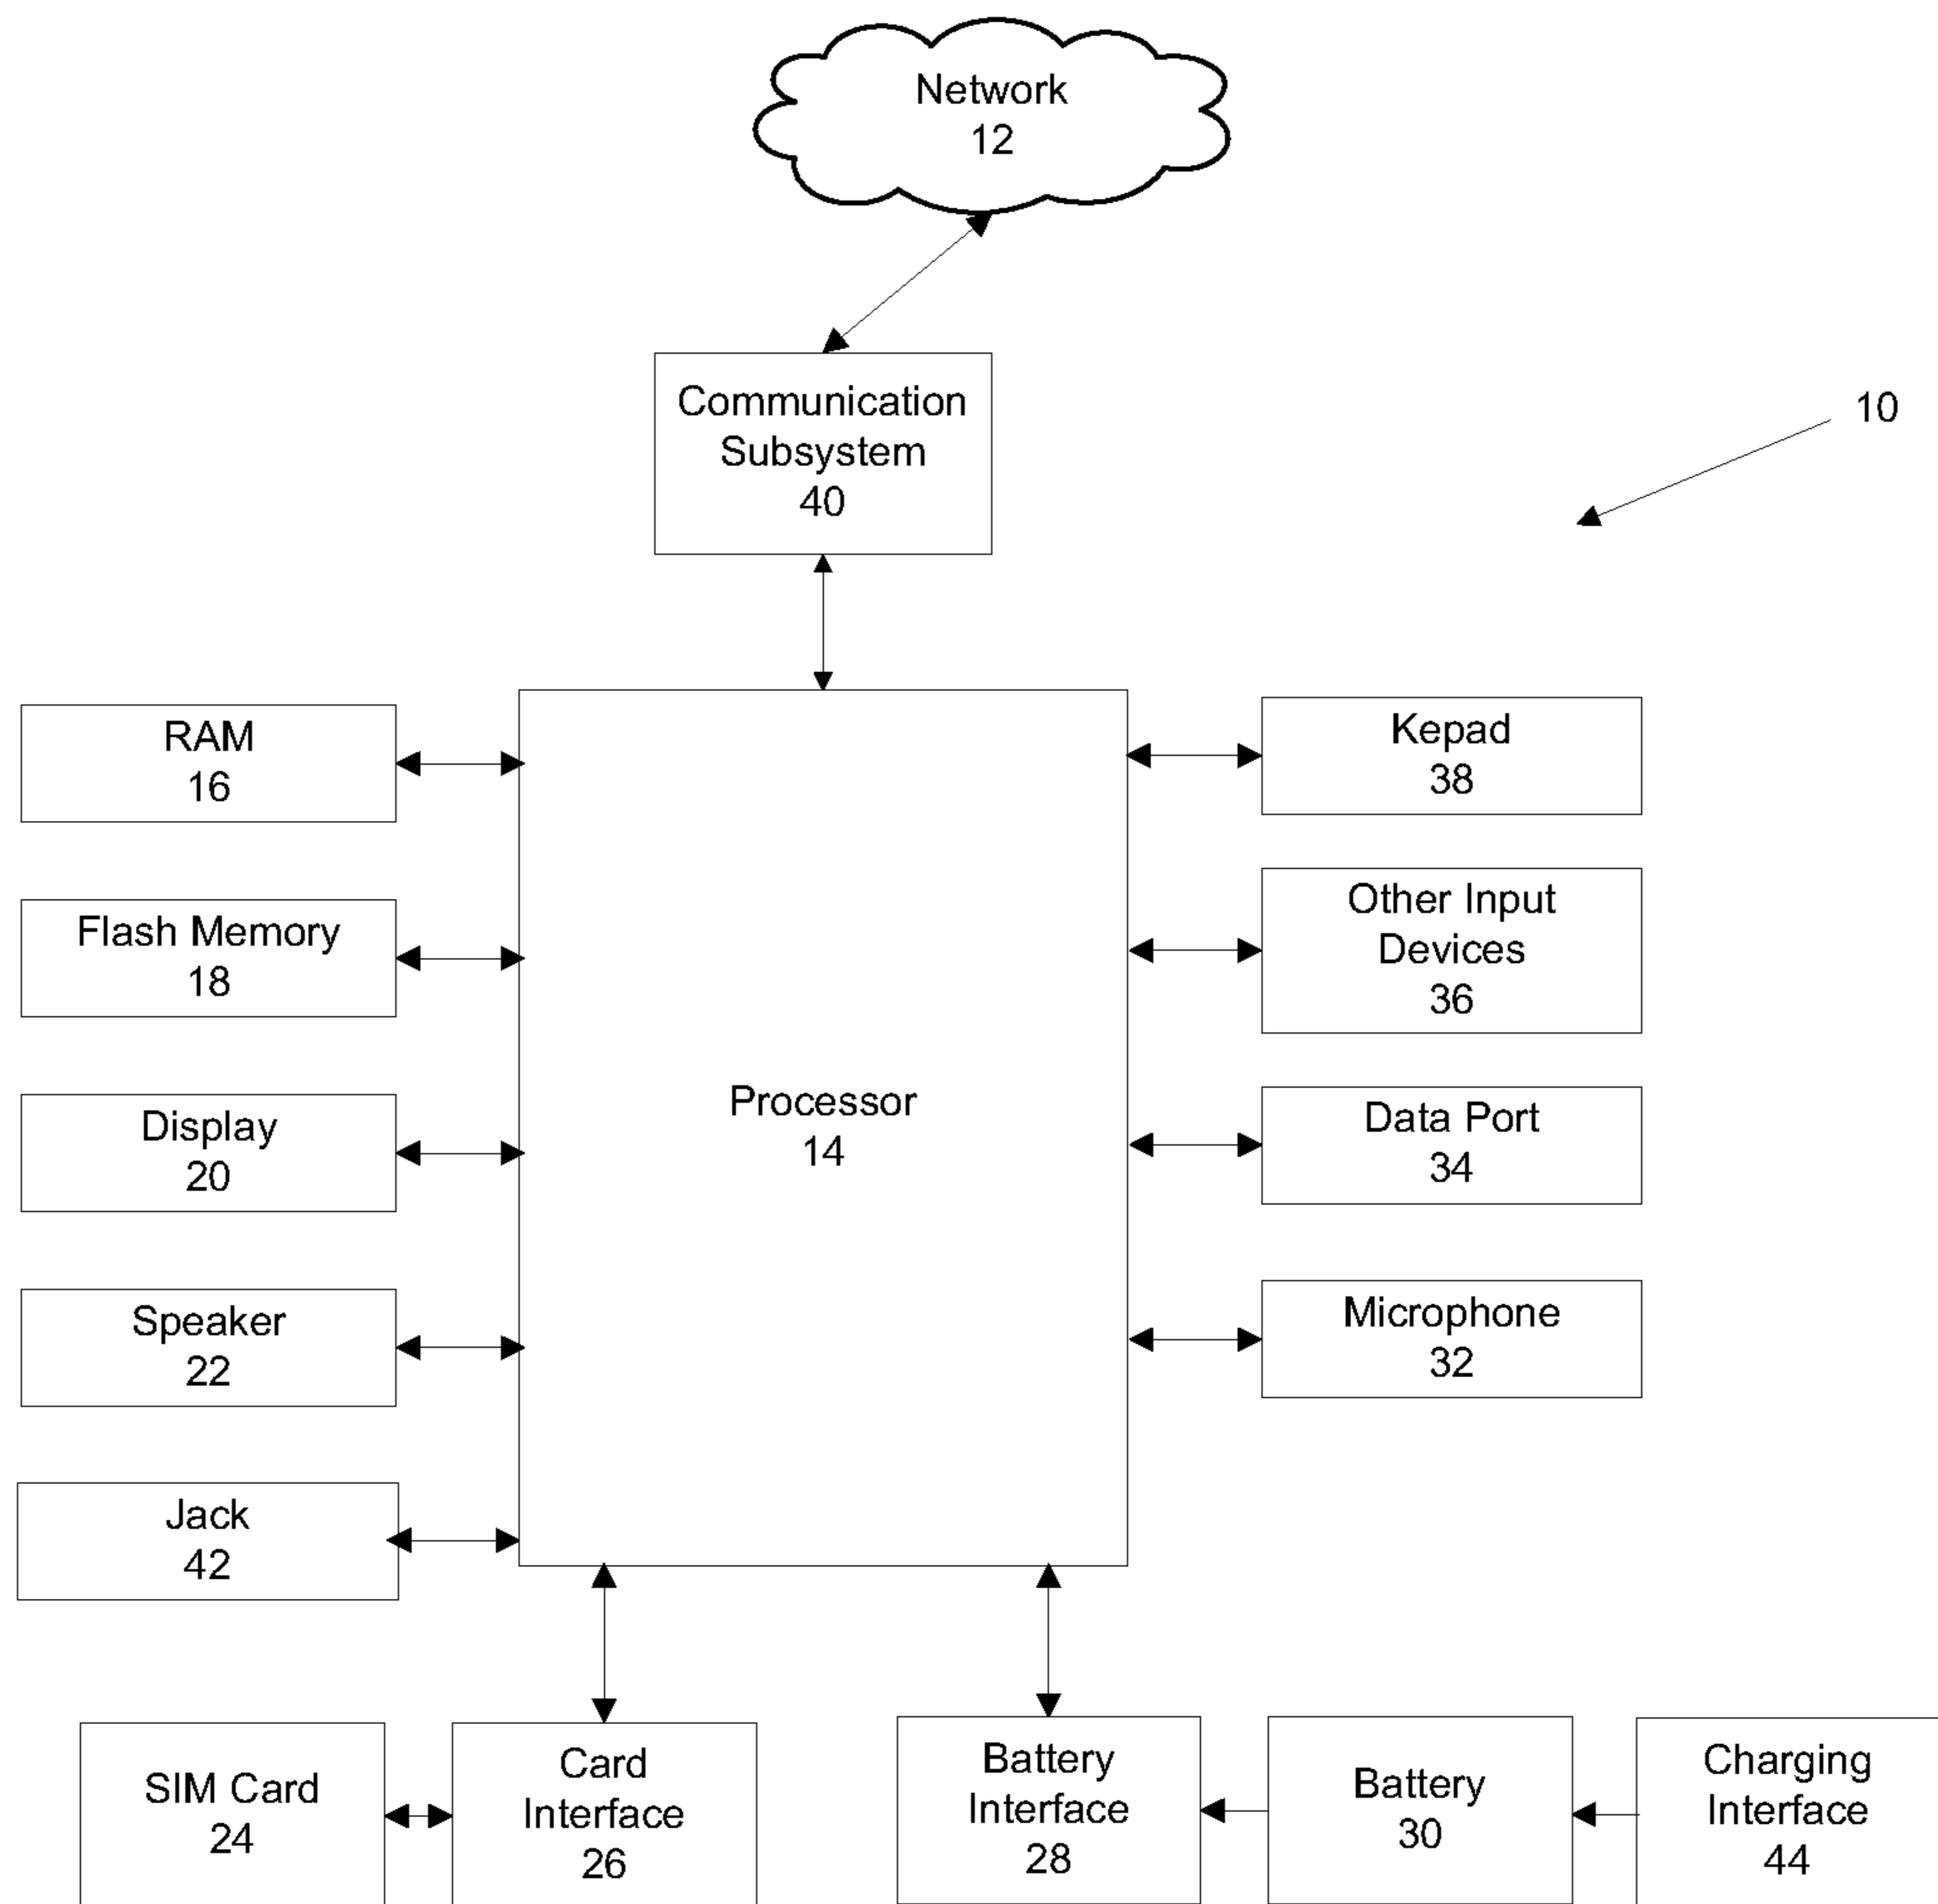 Network
12
Communication
Subsystem
40
10
RAM
16
Flash Memory
18
Display
20
Speaker
22
Jack
42
Processor
14
Kepad
38
Other Input
Devices
36
Data Port
34
Microphone
32
SIM Card
24
Card
Interface
26
Battery
Interface
28
Battery
30
Charging
Interface
44